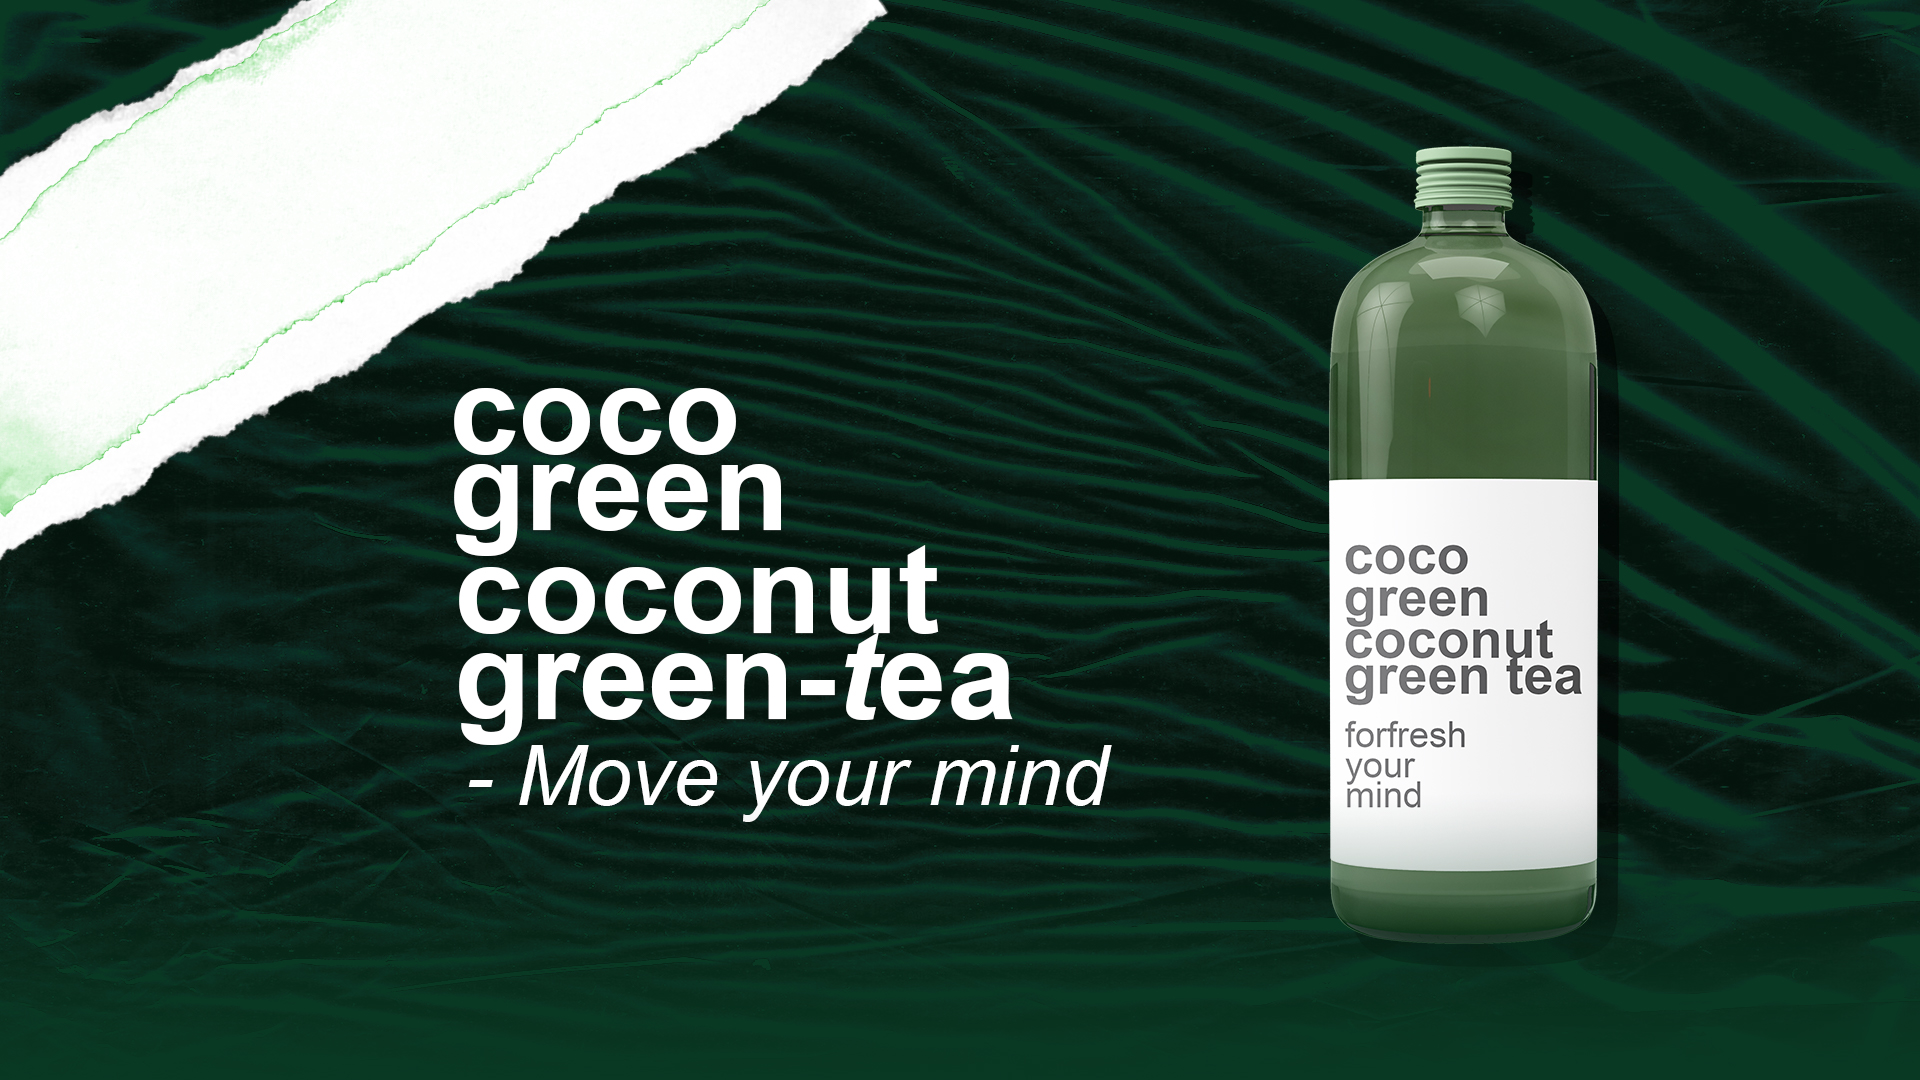 coco
green
coconut
green-tea
- Move your mind
coco
green
coconut
green tea
forfresh
your
mind